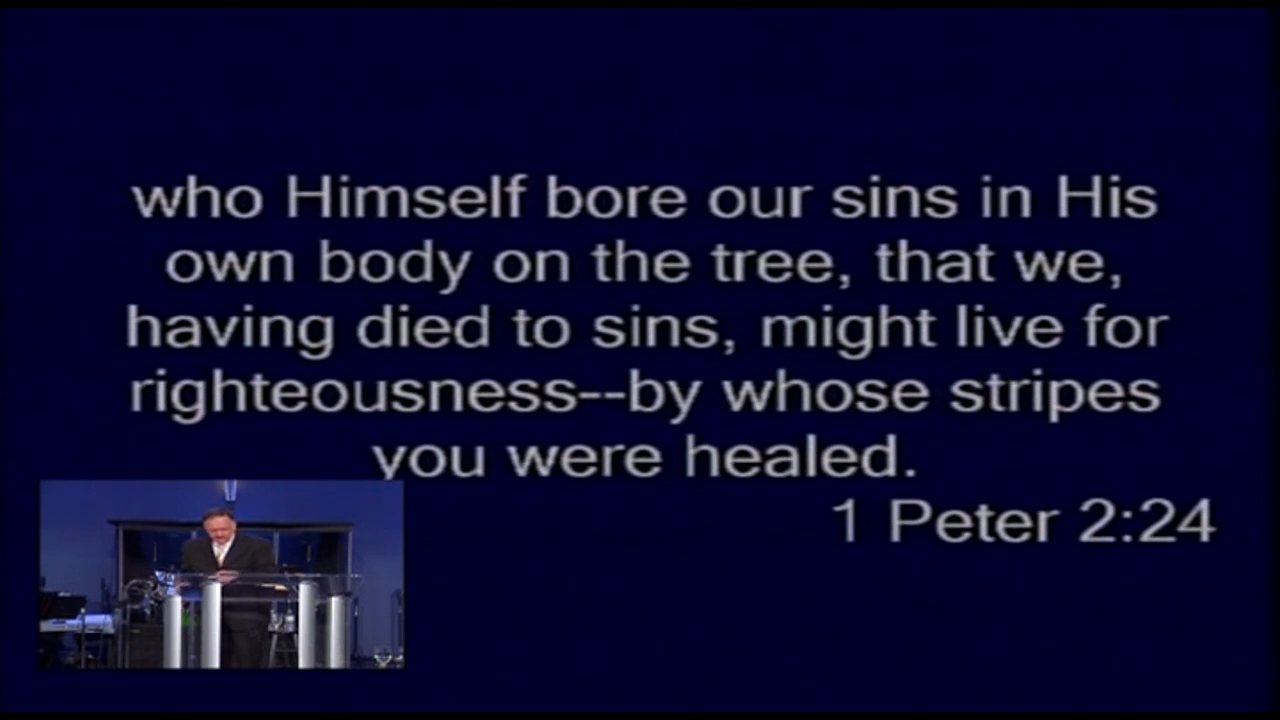 who Himself bore our sins in His
own body on the tree, that we,
having died to sins, might live for
righteousness--by whose stripes
you were healed.
1 Peter 2:24